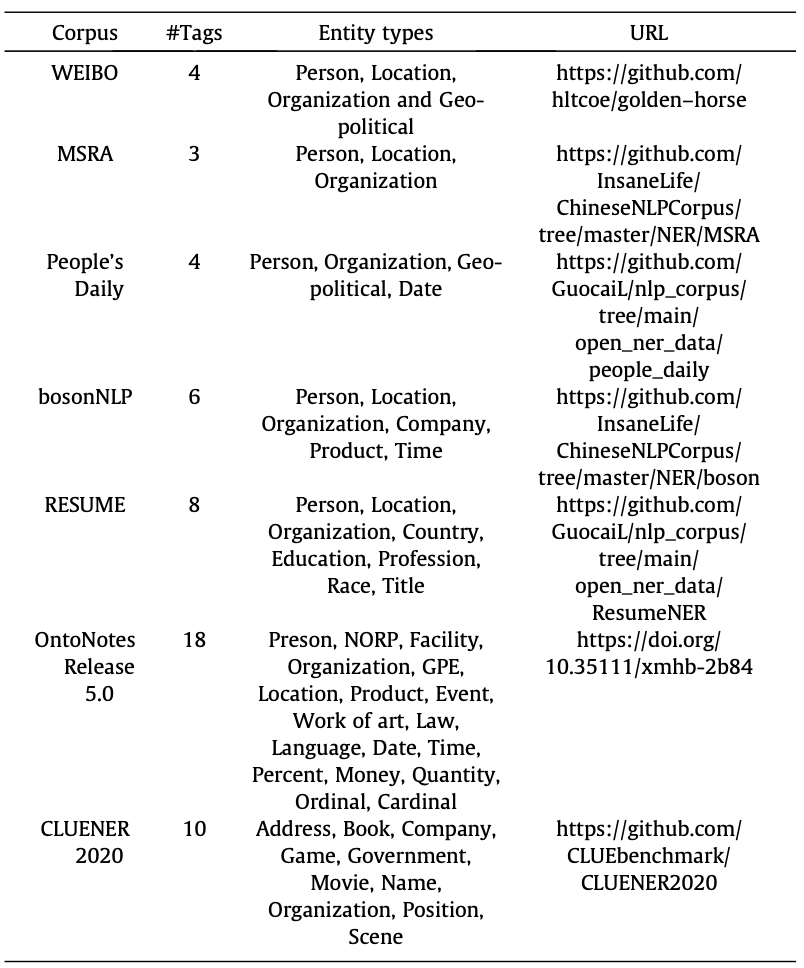 Corpus #Tags Entity types URL
WEIBO 4 Person, Location, https://github.com/
Organization and Geo- hltcoe/golden–horse
political
MSRA 3 Person, Location, https://github.com/
Organization InsaneLife/
ChineseNLPCorpus/
tree/master/NER/MSRA
People's 4 Person, Organization, Geo- https://github.com/
Daily political, Date GuocaiL/nlp_corpus/
tree/main/
open_ner_data/
people_daily
bosonNLP 6 Person, Location, https://github.com/
Organization, Company, InsaneLife/
Product, Time ChineseNLPCorpus/
tree/master/NER/boson
RESUME 8 Person, Location, https://github.com/
Organization, Country, GuocaiL/nlp_corpus/
Education, Profession, tree/main/
Race, Title open_ner_data/
ResumeNER
OntoNotes 18 Preson, NORP, Facility, https://doi.org/
Release Organization, GPE, 10.35111/xmhb-2b84
5.0 Location, Product, Event,
Work of art, Law,
Language, Date, Time,
Percent, Money, Quantity,
Ordinal, Cardinal
CLUENER 10 Address, Book, Company, https://github.com/
2020 Game, Government, CLUEbenchmark/
Movie, Name, CLUENER2020
Organization, Position,
Scene